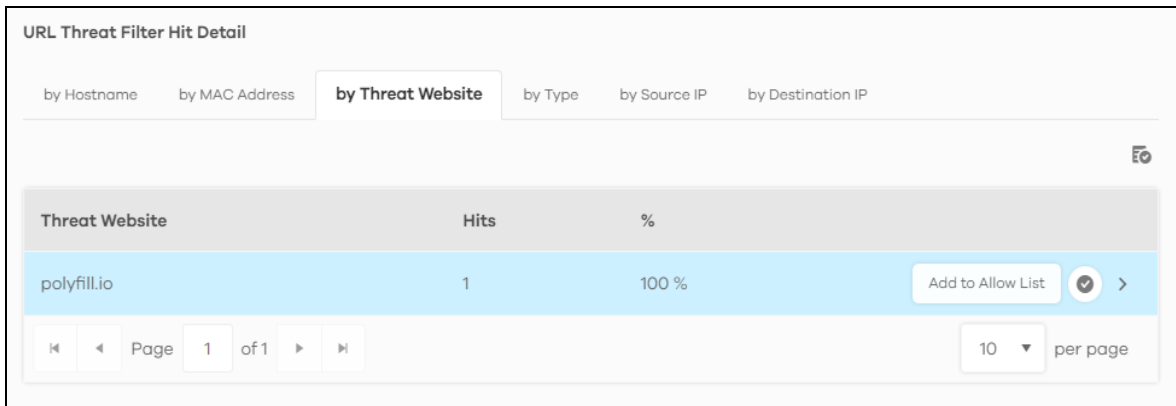 URL Threat Filter Hit Detail
by Hostname by MAC Address by Threat Website by Type by Source IP by Destination IP
Threat Website Hits %
polyfill.io 1 100 % Add to Allow List
Page 1 of 1 10 per page